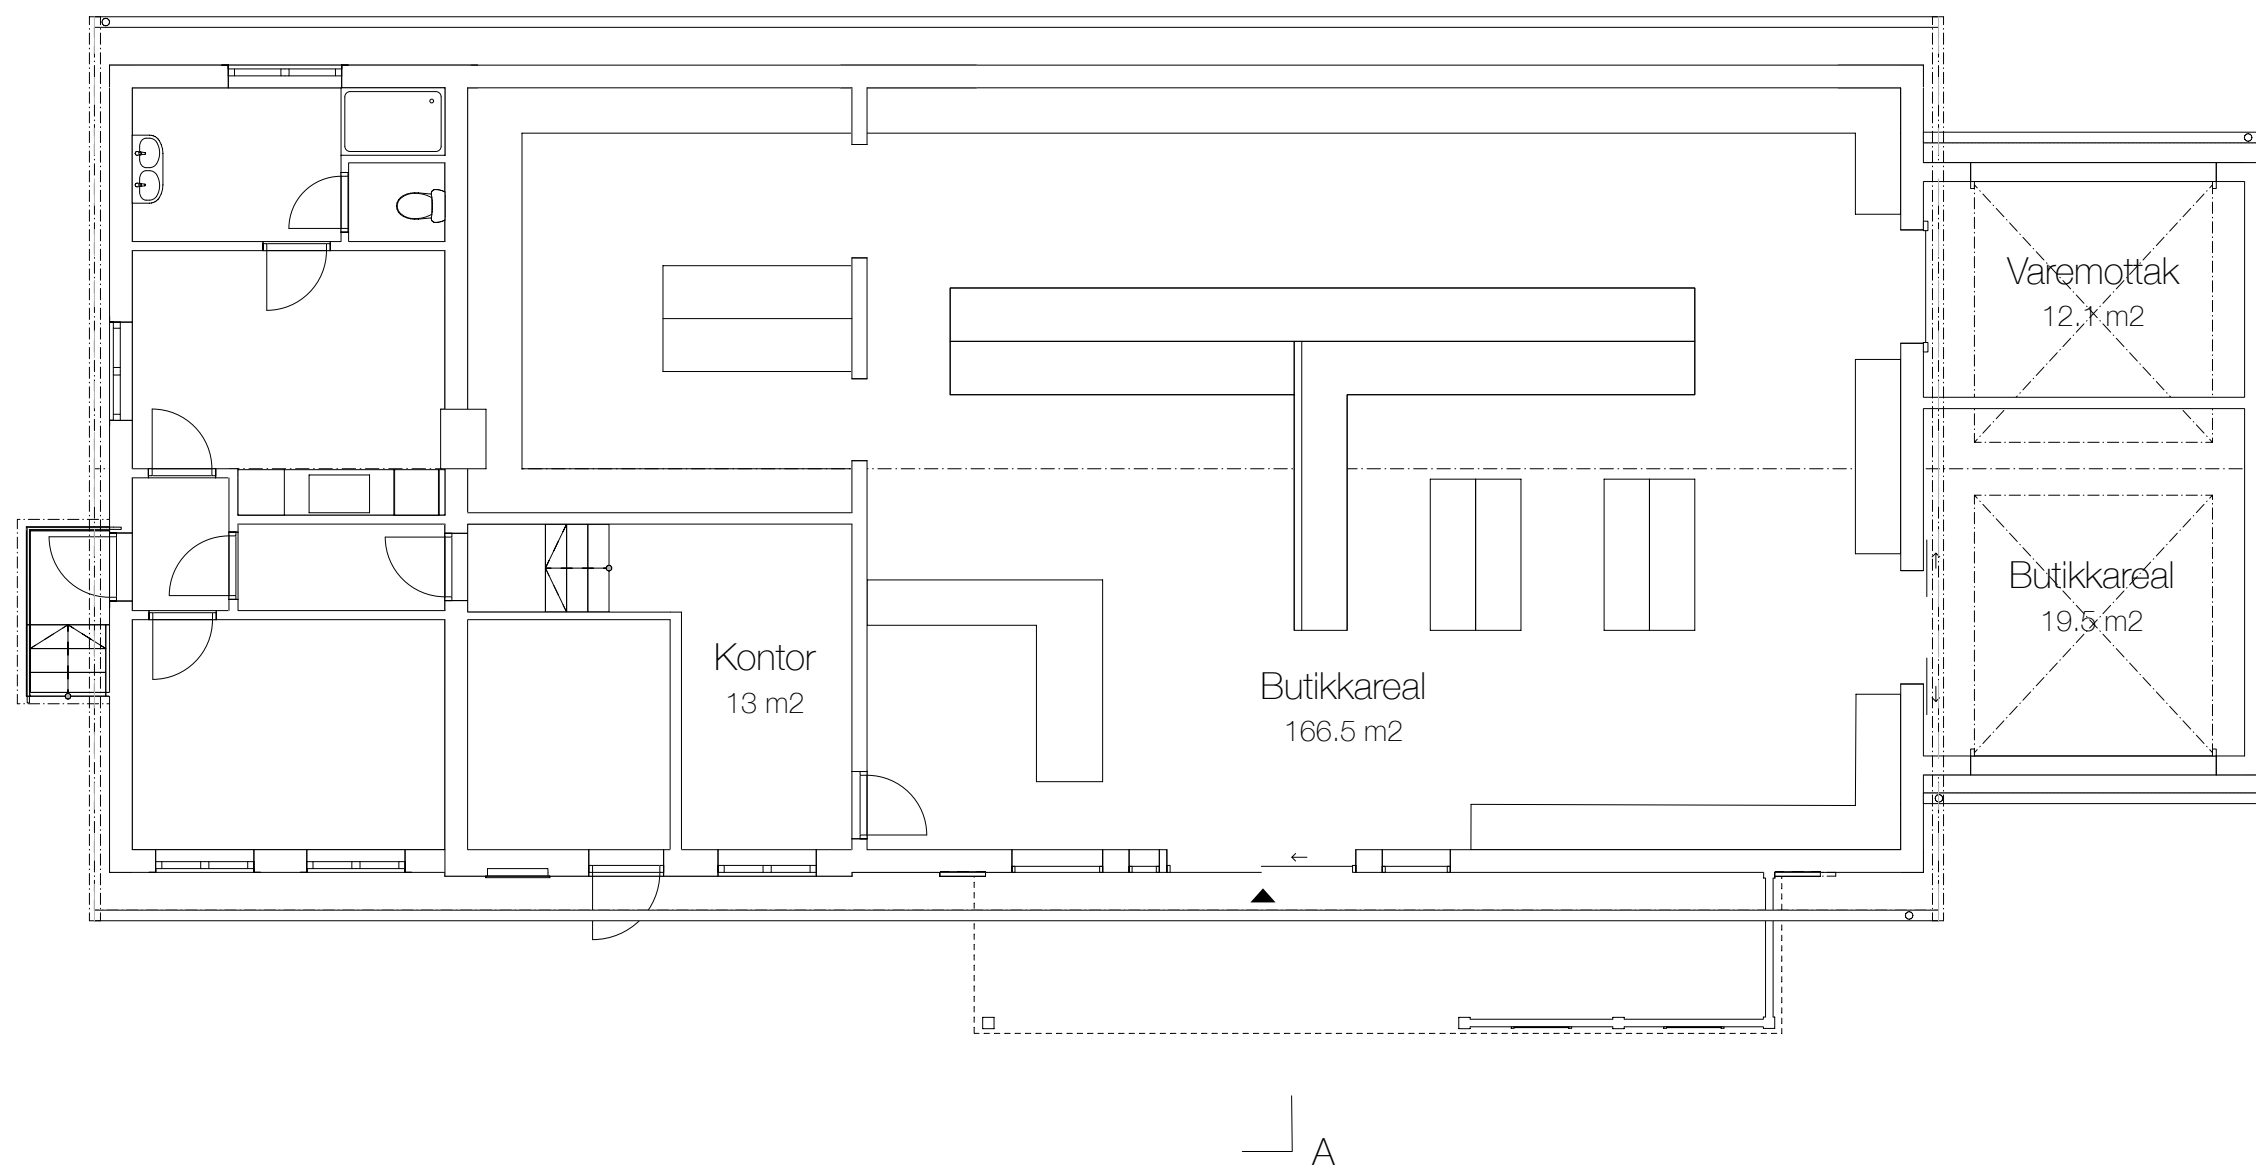 Varemottak
12.1 m2
Butikkareal
19.5 m2
Kontor
13 m2
Butikkareal
166.5 m2
A